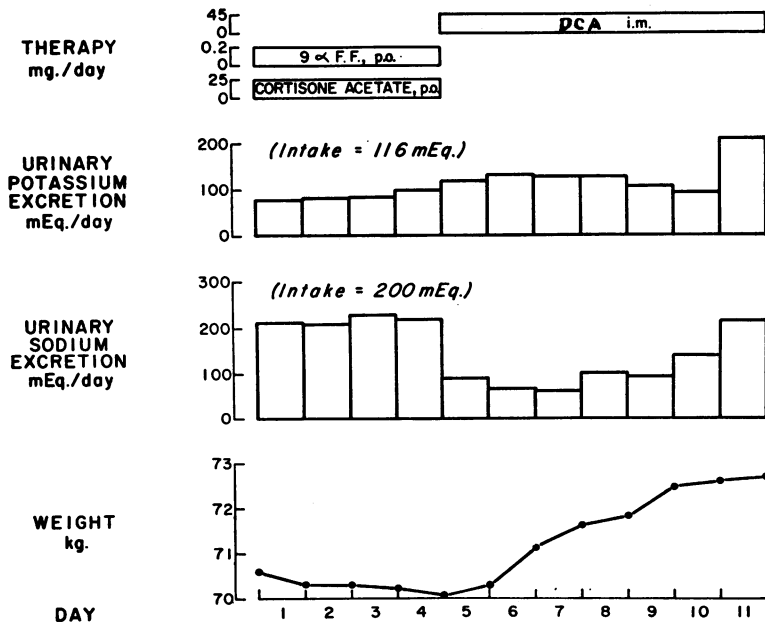 45
0
DCA i.m.
THERAPY
mg./day
0.2
0
9 ∝ F.F., p.o.
25
0
CORTISONE ACETATE, p.o.
URINARY
POTASSIUM
EXCRETION
mEq./day
200
100
0
(Intake = 116 mEq.)
URINARY
SODIUM
EXCRETION
mEq./day
300
200
100
0
(Intake = 200 mEq.)
WEIGHT
kg.
73
72
71
70
DAY
1 2 3 4 5 6 7 8 9 10 11